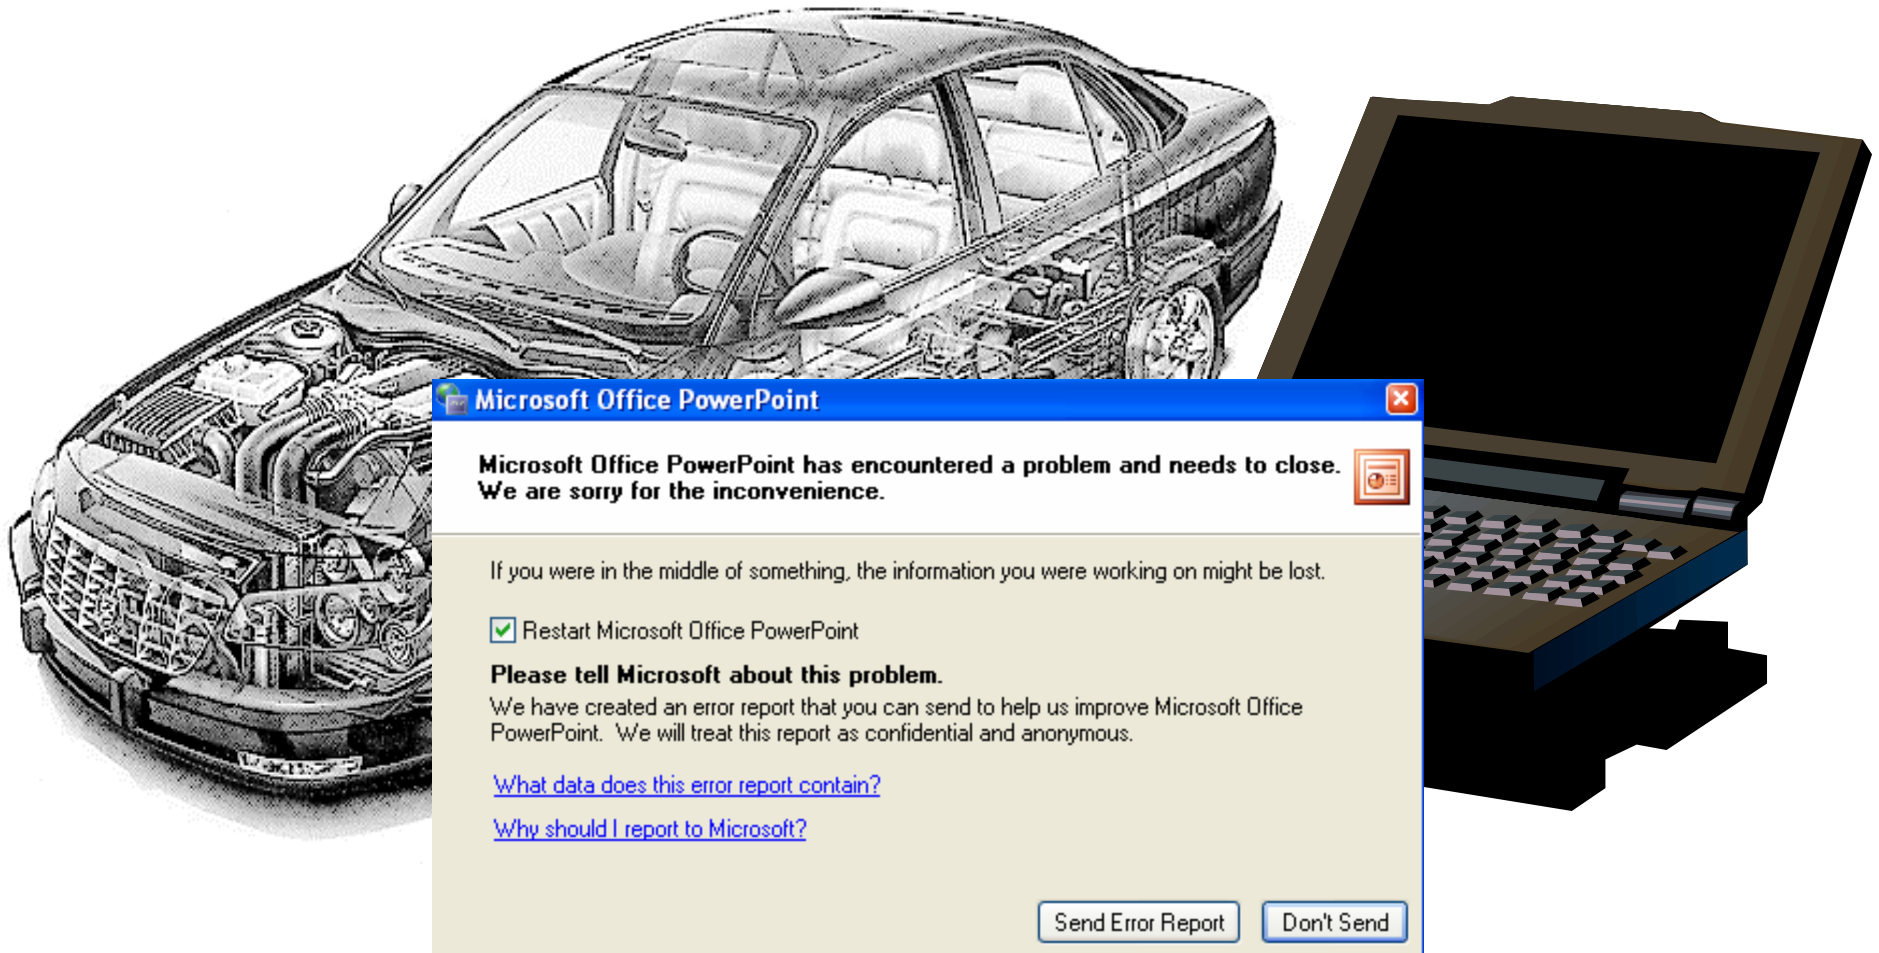 Microsoft Office PowerPoint
Microsoft Office PowerPoint has encountered a problem and needs to close.
We are sorry for the inconvenience.
If you were in the middle of something, the information you were working on might be lost.
Restart Microsoft Office PowerPoint
Please tell Microsoft about this problem.
We have created an error report that you can send to help us improve Microsoft Office
PowerPoint.  We will treat this report as confidential and anonymous.
What data does this error report contain?
Why should I report to Microsoft?
Send Error Report
Don't Send